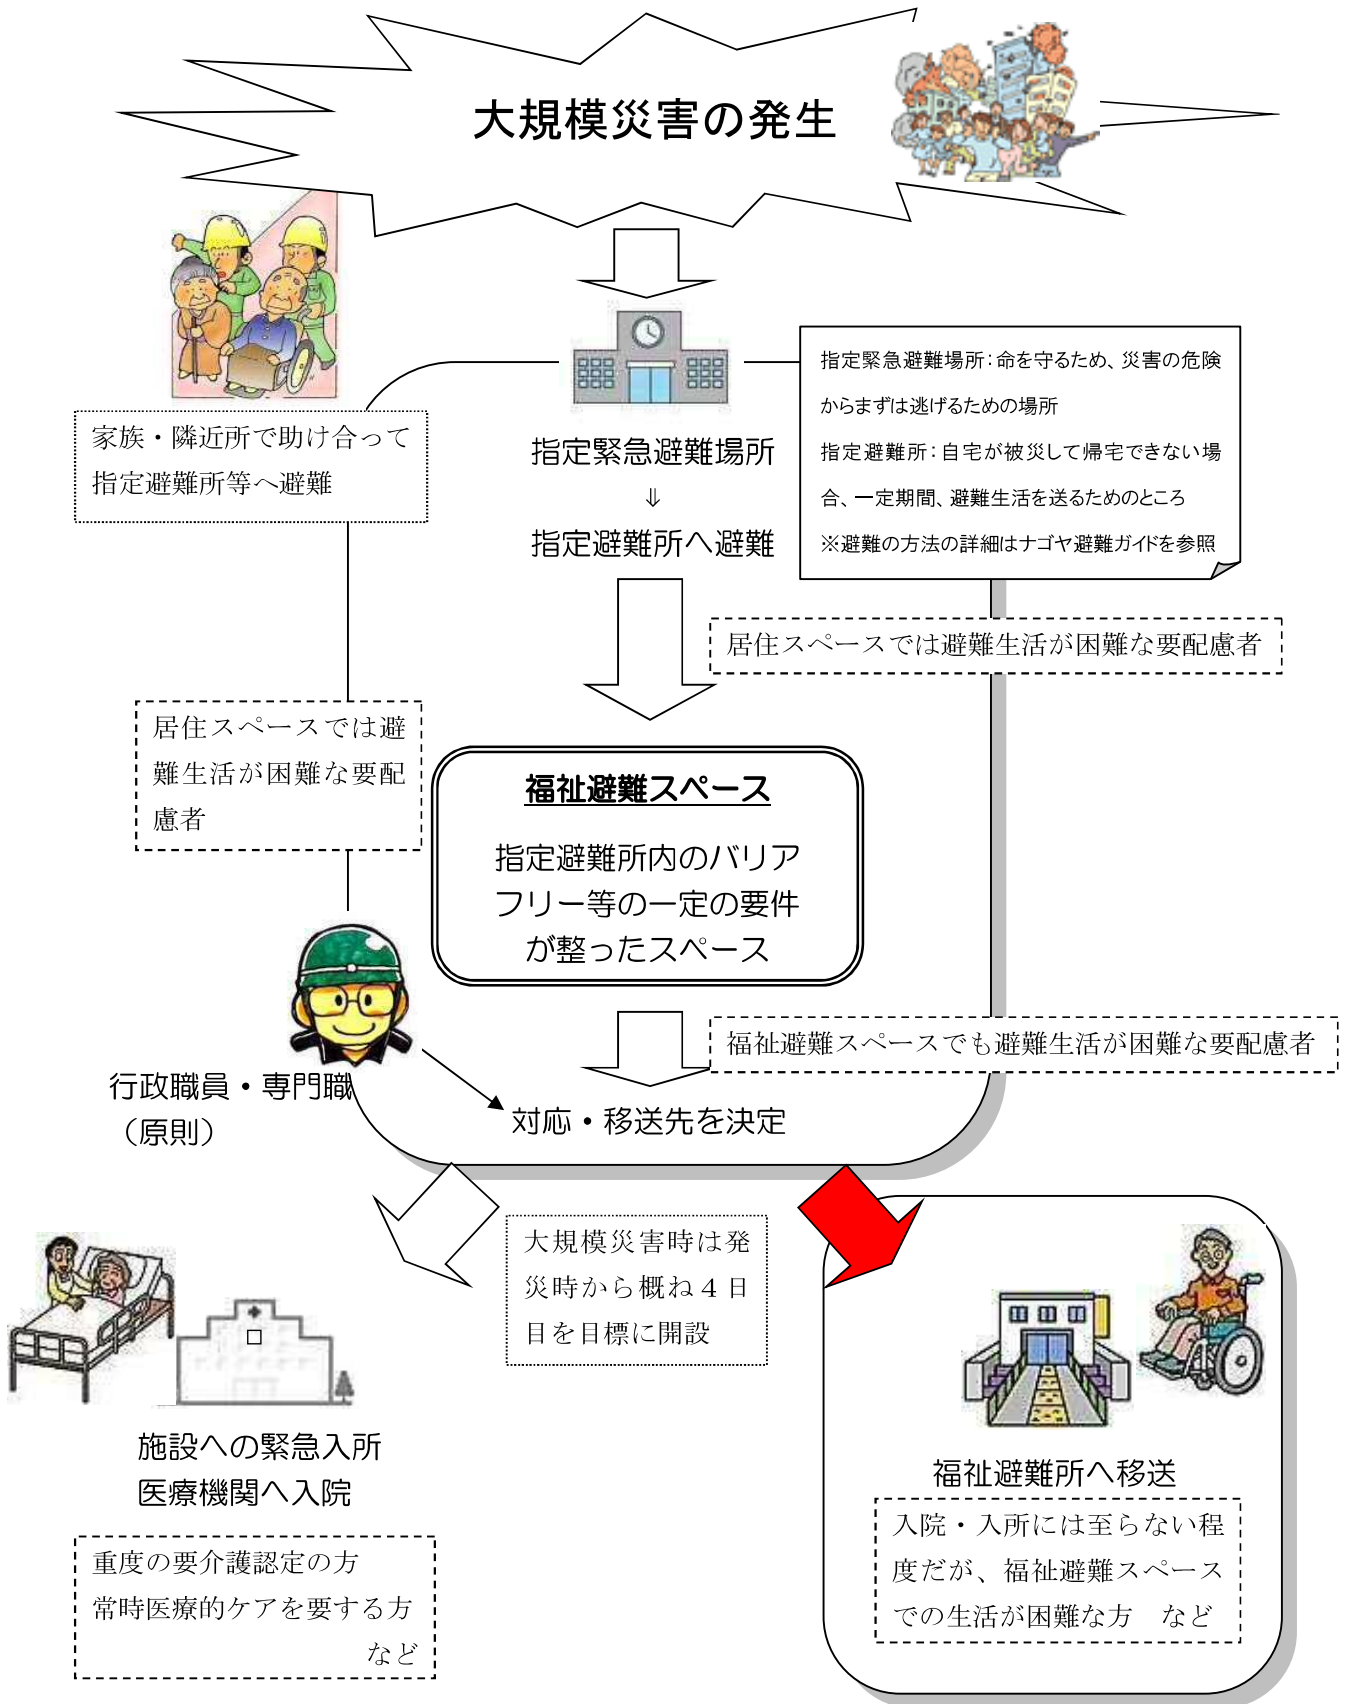 大規模災害の発生
指定緊急避難場所：命を守るため、災害の危険
からまずは逃げるための場所
指定避難所：自宅が被災して帰宅できない場
合、一定期間、避難生活を送るためのところ
※避難の方法の詳細はナゴヤ避難ガイドを参照
家族・隣近所で助け合って
指定避難所等へ避難
指定緊急避難場所
⇓
指定避難所へ避難
居住スペースでは避難生活が困難な要配慮者
居住スペースでは避
難生活が困難な要配
慮者
福祉避難スペース
指定避難所内のバリア
フリー等の一定の要件
が整ったスペース
福祉避難スペースでも避難生活が困難な要配慮者
行政職員・専門職
（原則）
対応・移送先を決定
大規模災害時は発
災時から概ね４日
目を目標に開設
施設への緊急入所
医療機関へ入院
重度の要介護認定の方
常時医療的ケアを要する方
など
福祉避難所へ移送
入院・入所には至らない程
度だが、福祉避難スペース
での生活が困難な方　など